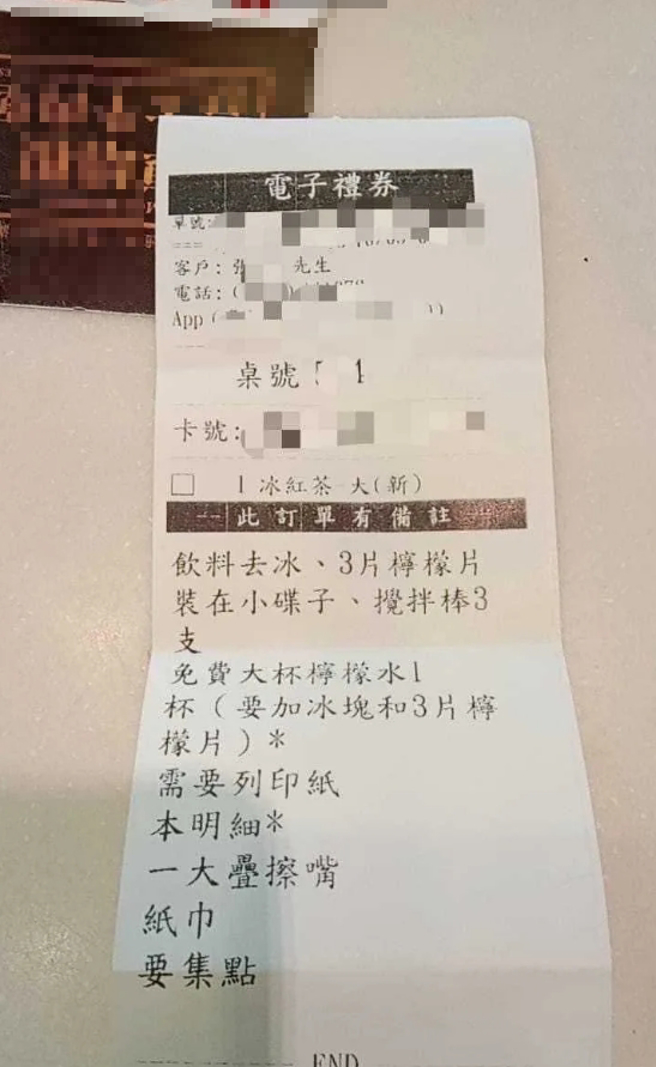 電子禮券
單號:
客戶: 張 先生
電話: (
App (
桌號 1
卡號:
1 冰紅茶-大(新)
此訂單有備註
飲料去冰、3片檸檬片
裝在小碟子、攪拌棒3
支
免費大杯檸檬水1
杯(要加冰塊和3片檸
檬片)*
需要列印紙
本明細*
一大疊擦嘴
紙巾
要集點
END